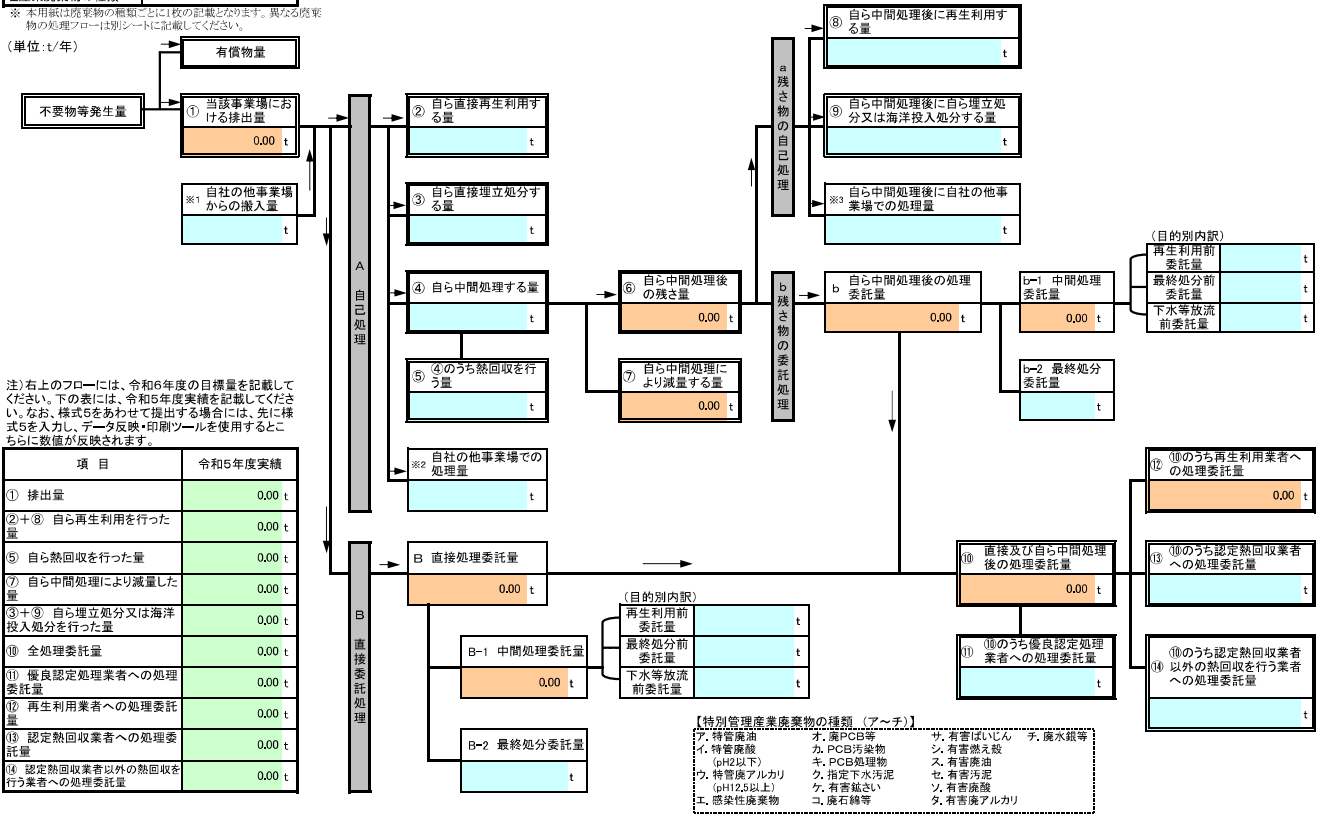 ※ 本用紙は廃棄物の種類ごとに1枚の記載となります。異なる廃棄
物の処理フローは別シートに記載してください。
(単位:t/年)
有償物量
不要物等発生量
① 当該事業場にお
ける排出量
0.00 t
※1 自社の他事業場
からの搬入量
t
A 自己処理
② 自ら直接再生利用す
る量
t
③ 自ら直接埋立処分す
る量
t
④ 自ら中間処理する量
t
⑤ ④のうち熱回収を行
う量
t
※2 自社の他事業場での
処理量
t
⑥ 自ら中間処理後
の残さ量
0.00 t
⑦ 自ら中間処理に
より減量する量
0.00 t
a 残さ物の自己処理
⑧ 自ら中間処理後に再生利用す
る量
t
⑨ 自ら中間処理後に自ら埋立処
分又は海洋投入処分する量
t
※3 自ら中間処理後に自社の他事
業場での処理量
t
b 残さ物の委託処理
b 自ら中間処理後の処理
委託量
0.00 t
b-1 中間処理
委託量
0.00 t
b-2 最終処分
委託量
t
(目的別内訳)
再生利用前
委託量
t
最終処分前
委託量
t
下水等放流
前委託量
t
注)右上のフローには、令和6年度の目標量を記載して
ください。下の表には、令和5年度実績を記載してくださ
い。なお、様式5をあわせて提出する場合には、先に様
式5を入力し、データ反映・印刷ツールを使用するとこ
ちらに数値が反映されます。
項 目 令和5年度実績
① 排出量 0.00 t
②+⑧ 自ら再生利用を行った
量 0.00 t
⑤ 自ら熱回収を行った量 0.00 t
⑦ 自ら中間処理により減量した
量 0.00 t
③+⑨ 自ら埋立処分又は海洋
投入処分を行った量 0.00 t
⑩ 全処理委託量 0.00 t
⑪ 優良認定処理業者への処理
委託量 0.00 t
⑫ 再生利用業者への処理委託
量 0.00 t
⑬ 認定熱回収業者への処理委
託量 0.00 t
⑭ 認定熱回収業者以外の熱回収を
行う業者への処理委託量 0.00 t
B 直接委託処理
B 直接処理委託量
0.00 t
B-1 中間処理委託量
0.00 t
B-2 最終処分委託量
t
(目的別内訳)
再生利用前
委託量
t
最終処分前
委託量
t
下水等放流
前委託量
t
⑩ 直接及び自ら中間処理
後の処理委託量
0.00 t
⑪ ⑩のうち優良認定処理
業者への処理委託量
t
⑫ ⑩のうち再生利用業者へ
の処理委託量
0.00 t
⑬ ⑩のうち認定熱回収業者
への処理委託量
t
⑭ ⑩のうち認定熱回収業者
以外の熱回収を行う業者
への処理委託量
t
【特別管理産業廃棄物の種類 (ア~チ)】
ア. 特管廃油 オ. 廃PCB等 サ. 有害ばいじん チ. 廃水銀等
イ. 特管廃酸 カ. PCB汚染物 シ. 有害燃え殻
(pH2以下) キ. PCB処理物 ス. 有害廃油
ウ. 特管廃アルカリ ク. 指定下水汚泥 セ. 有害汚泥
(pH12.5以上) ケ. 有害鉱さい ソ. 有害廃酸
エ. 感染性廃棄物 コ. 廃石綿等 タ. 有害廃アルカリ